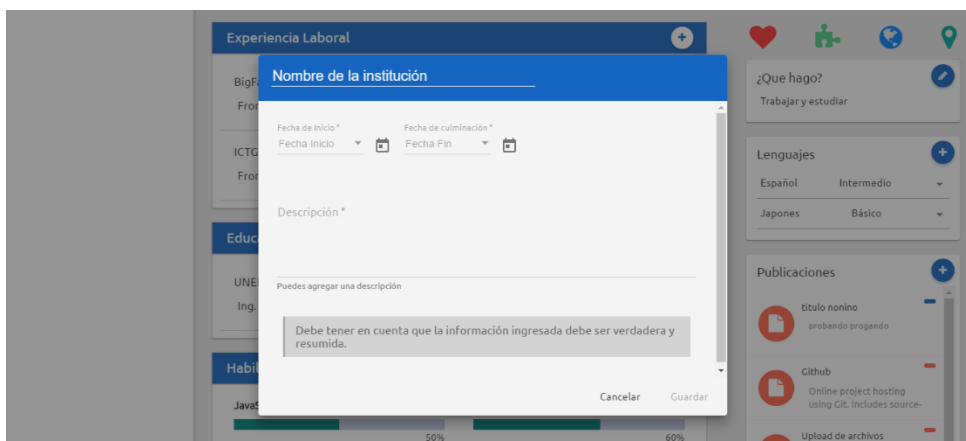 Experiencia Laboral
Nombre de la institución
Fecha de Inicio *
Fecha de culminación *
Fecha Inicio
Fecha Fin
ICTG
Descripción *
UNE
Puedes agregar una descripción
Ing.
Debe tener en cuenta que la información ingresada debe ser verdadera y
resumida.
Cancelar
Guardar
50%
60%
¿Que hago?
Trabajar y estudiar
Lenguajes
Español Intermedio
Japones Básico
Publicaciones
titulo nonino
probando progando
Github
Online project hosting
using Git. Includes source-
Upload de archivos